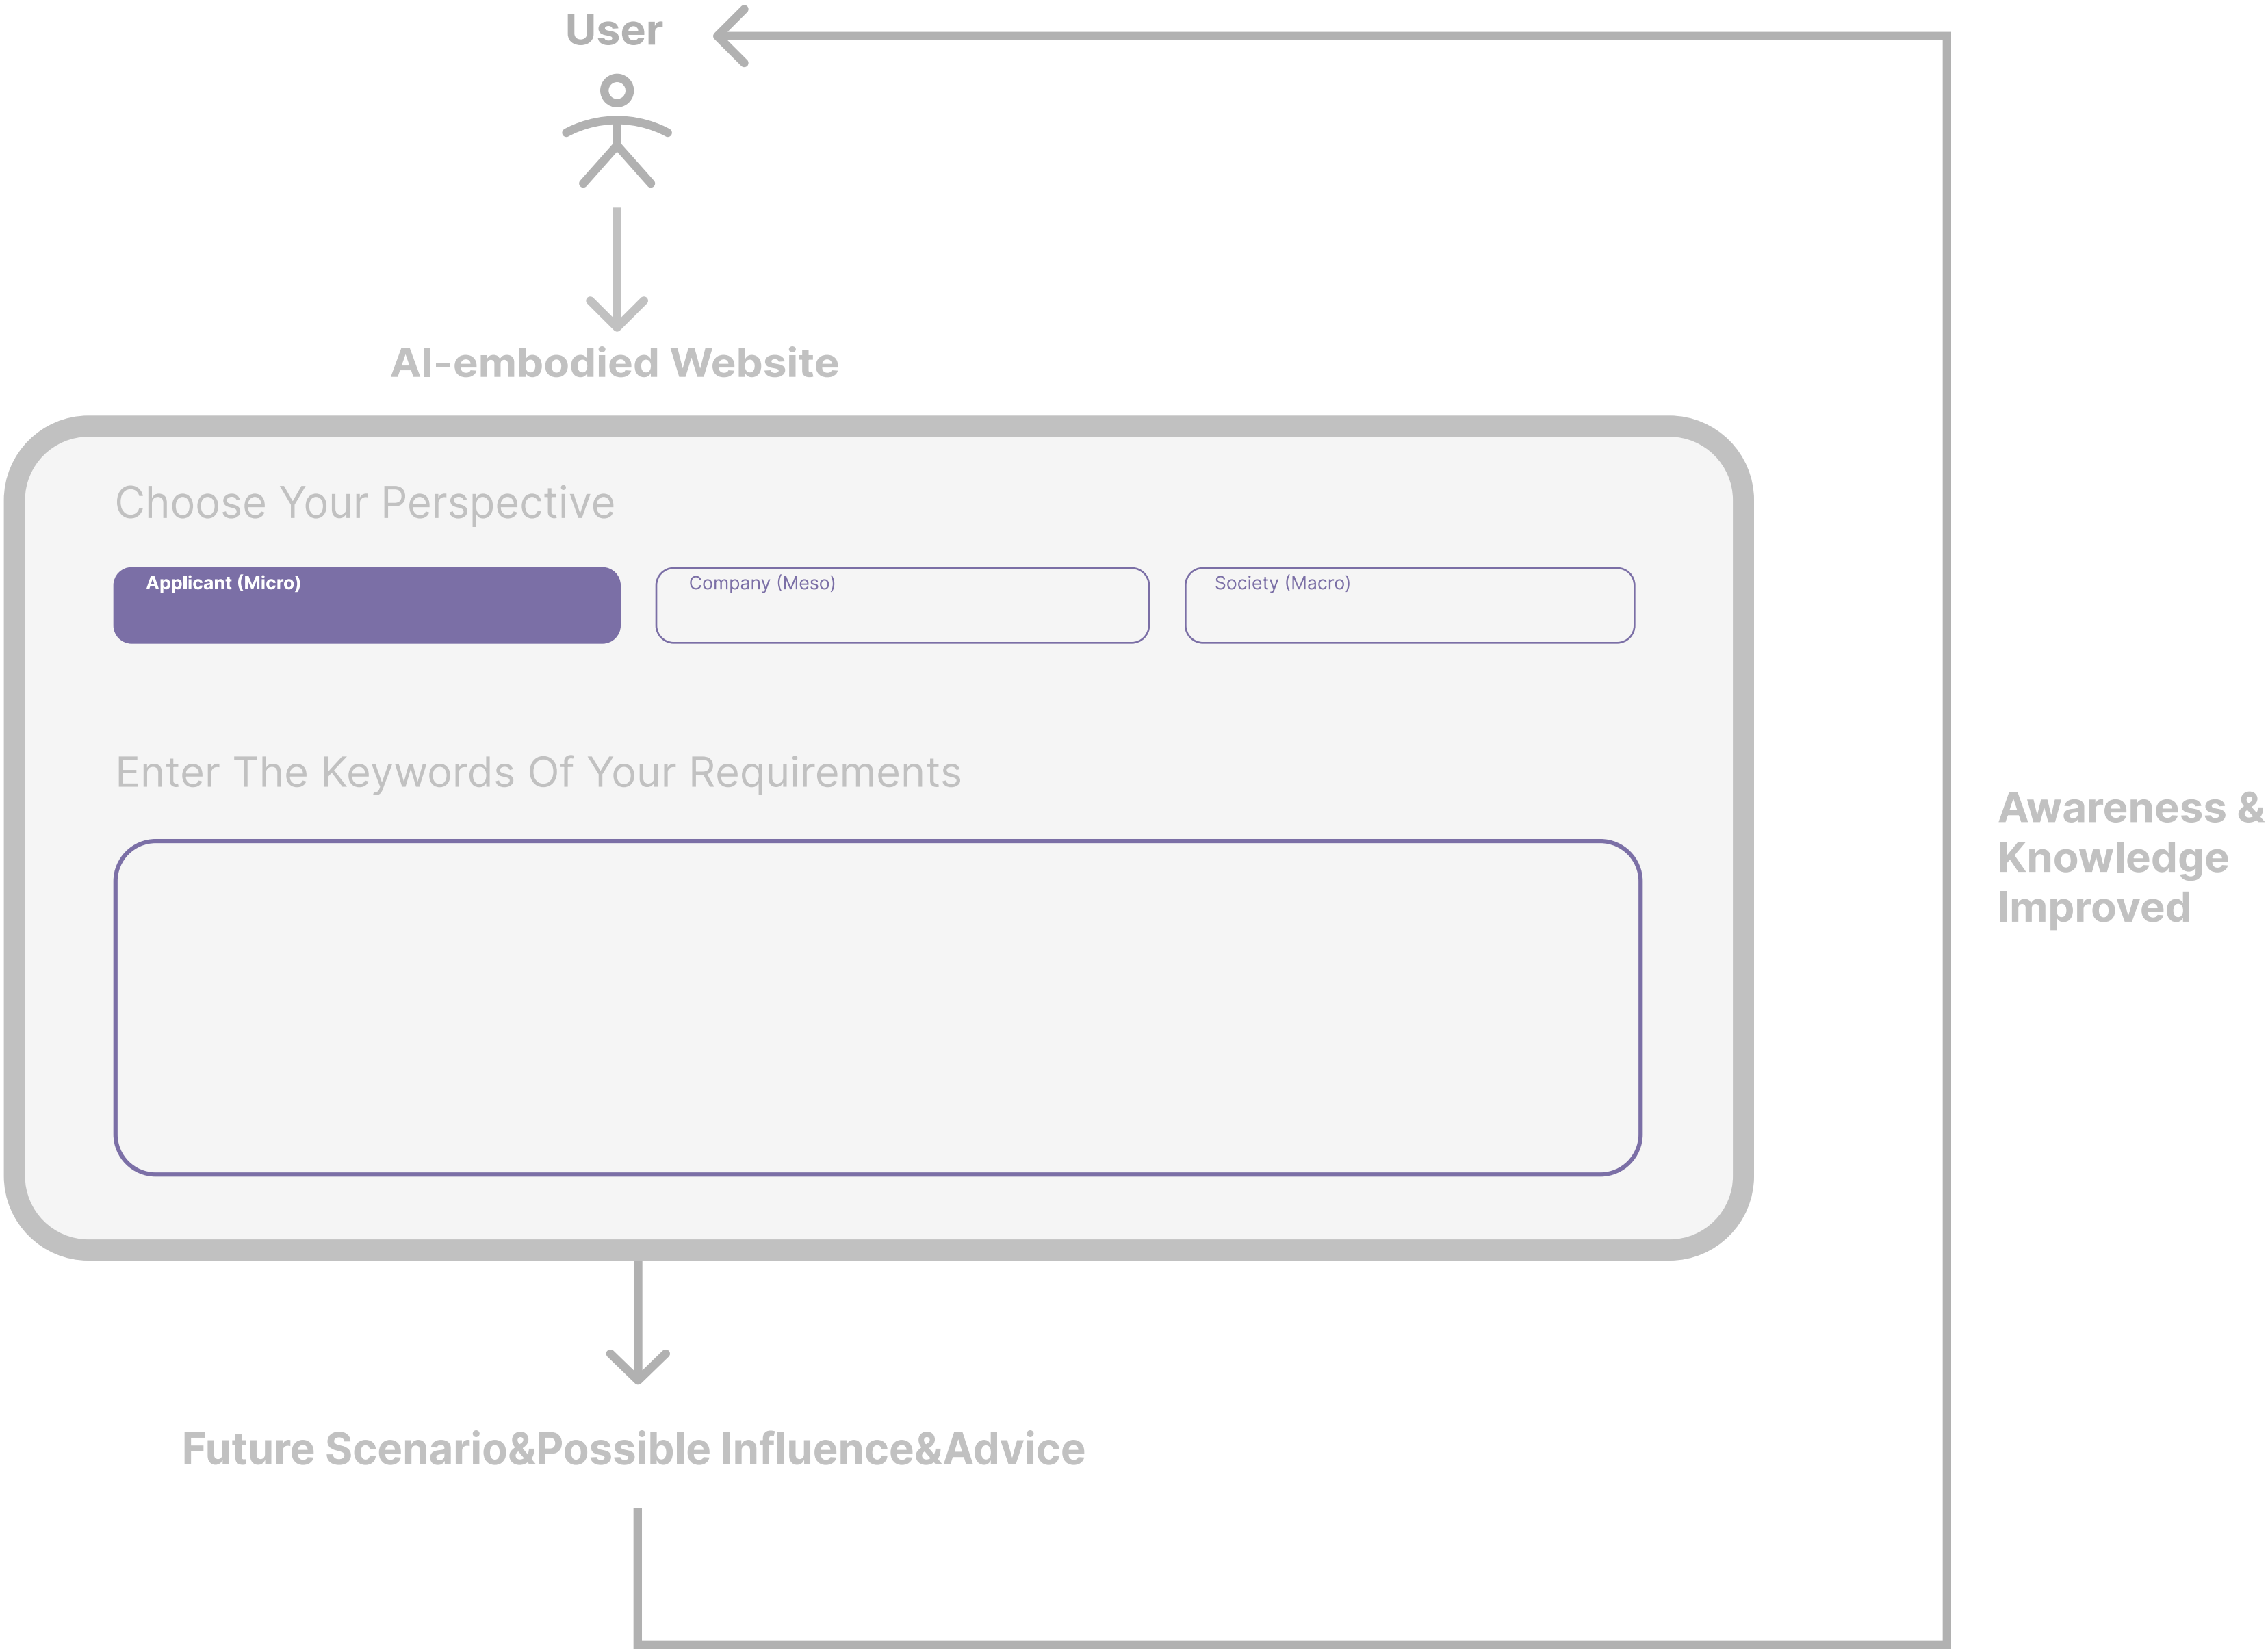 User
AI-embodied Website
Choose Your Perspective
Applicant (Micro)
Company (Meso)
Society (Macro)
Enter The Keywords Of Your Requirements
Awareness &
Knowledge
Improved
Future Scenario&Possible Influence&Advice